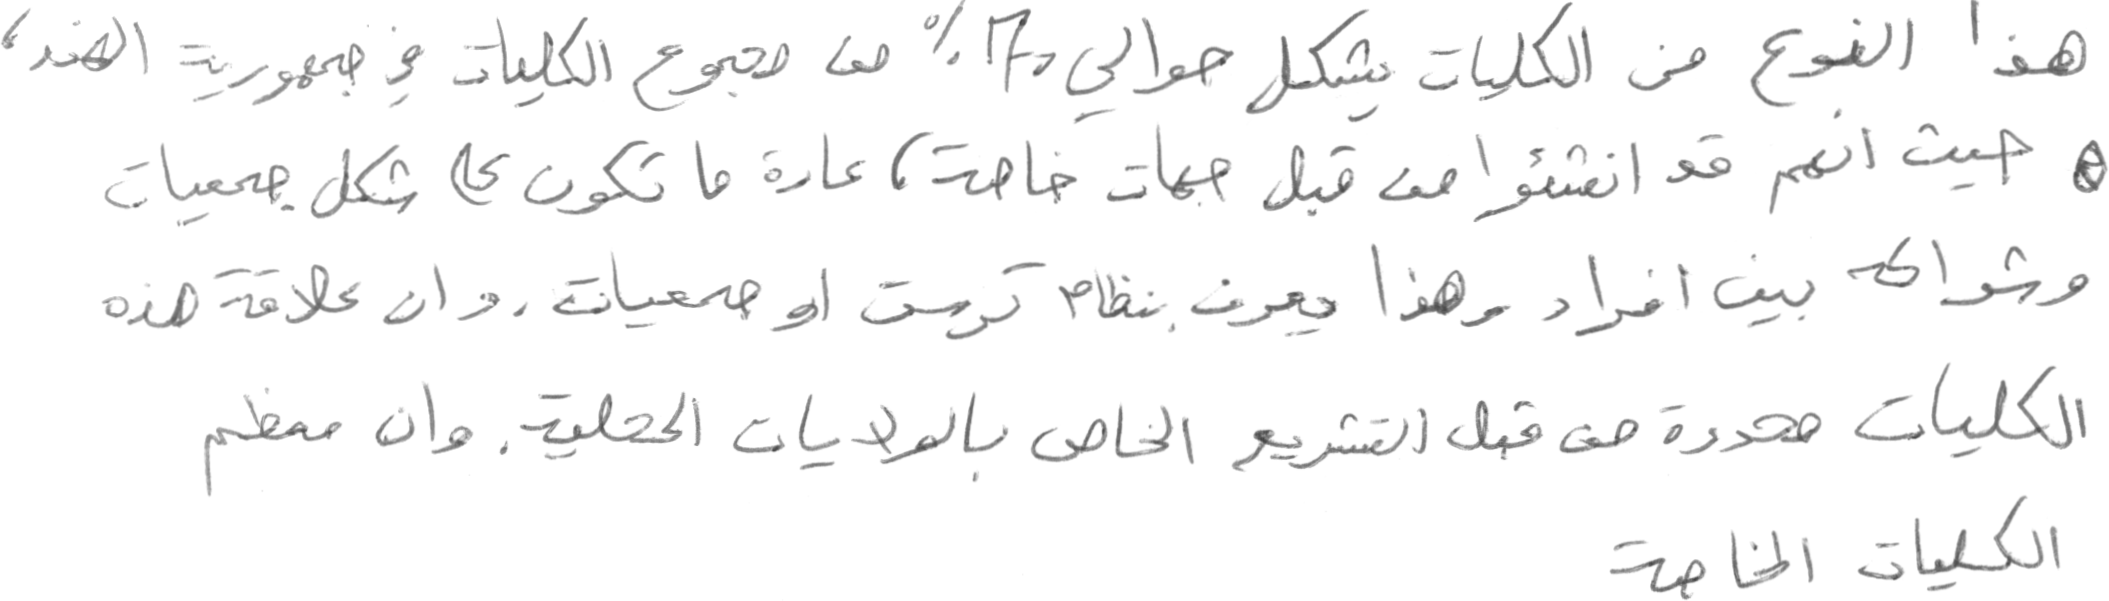 هذا النوع من الكليات يشكل حوالي 70٪ من مجموع الكليات في جمهورية الهند،
حيث انهم قد انشئوا من قبل جهات خاصة، عادة ما تكون على شكل جمعيات
وشراكة بين افراد وهذا يعرف بنظام ترست او جمعيات. وان علاقة هذه
الكليات محددة من قبل التشريع الخاص بالولايات المحلية. وان معظم
الكليات الخاصة